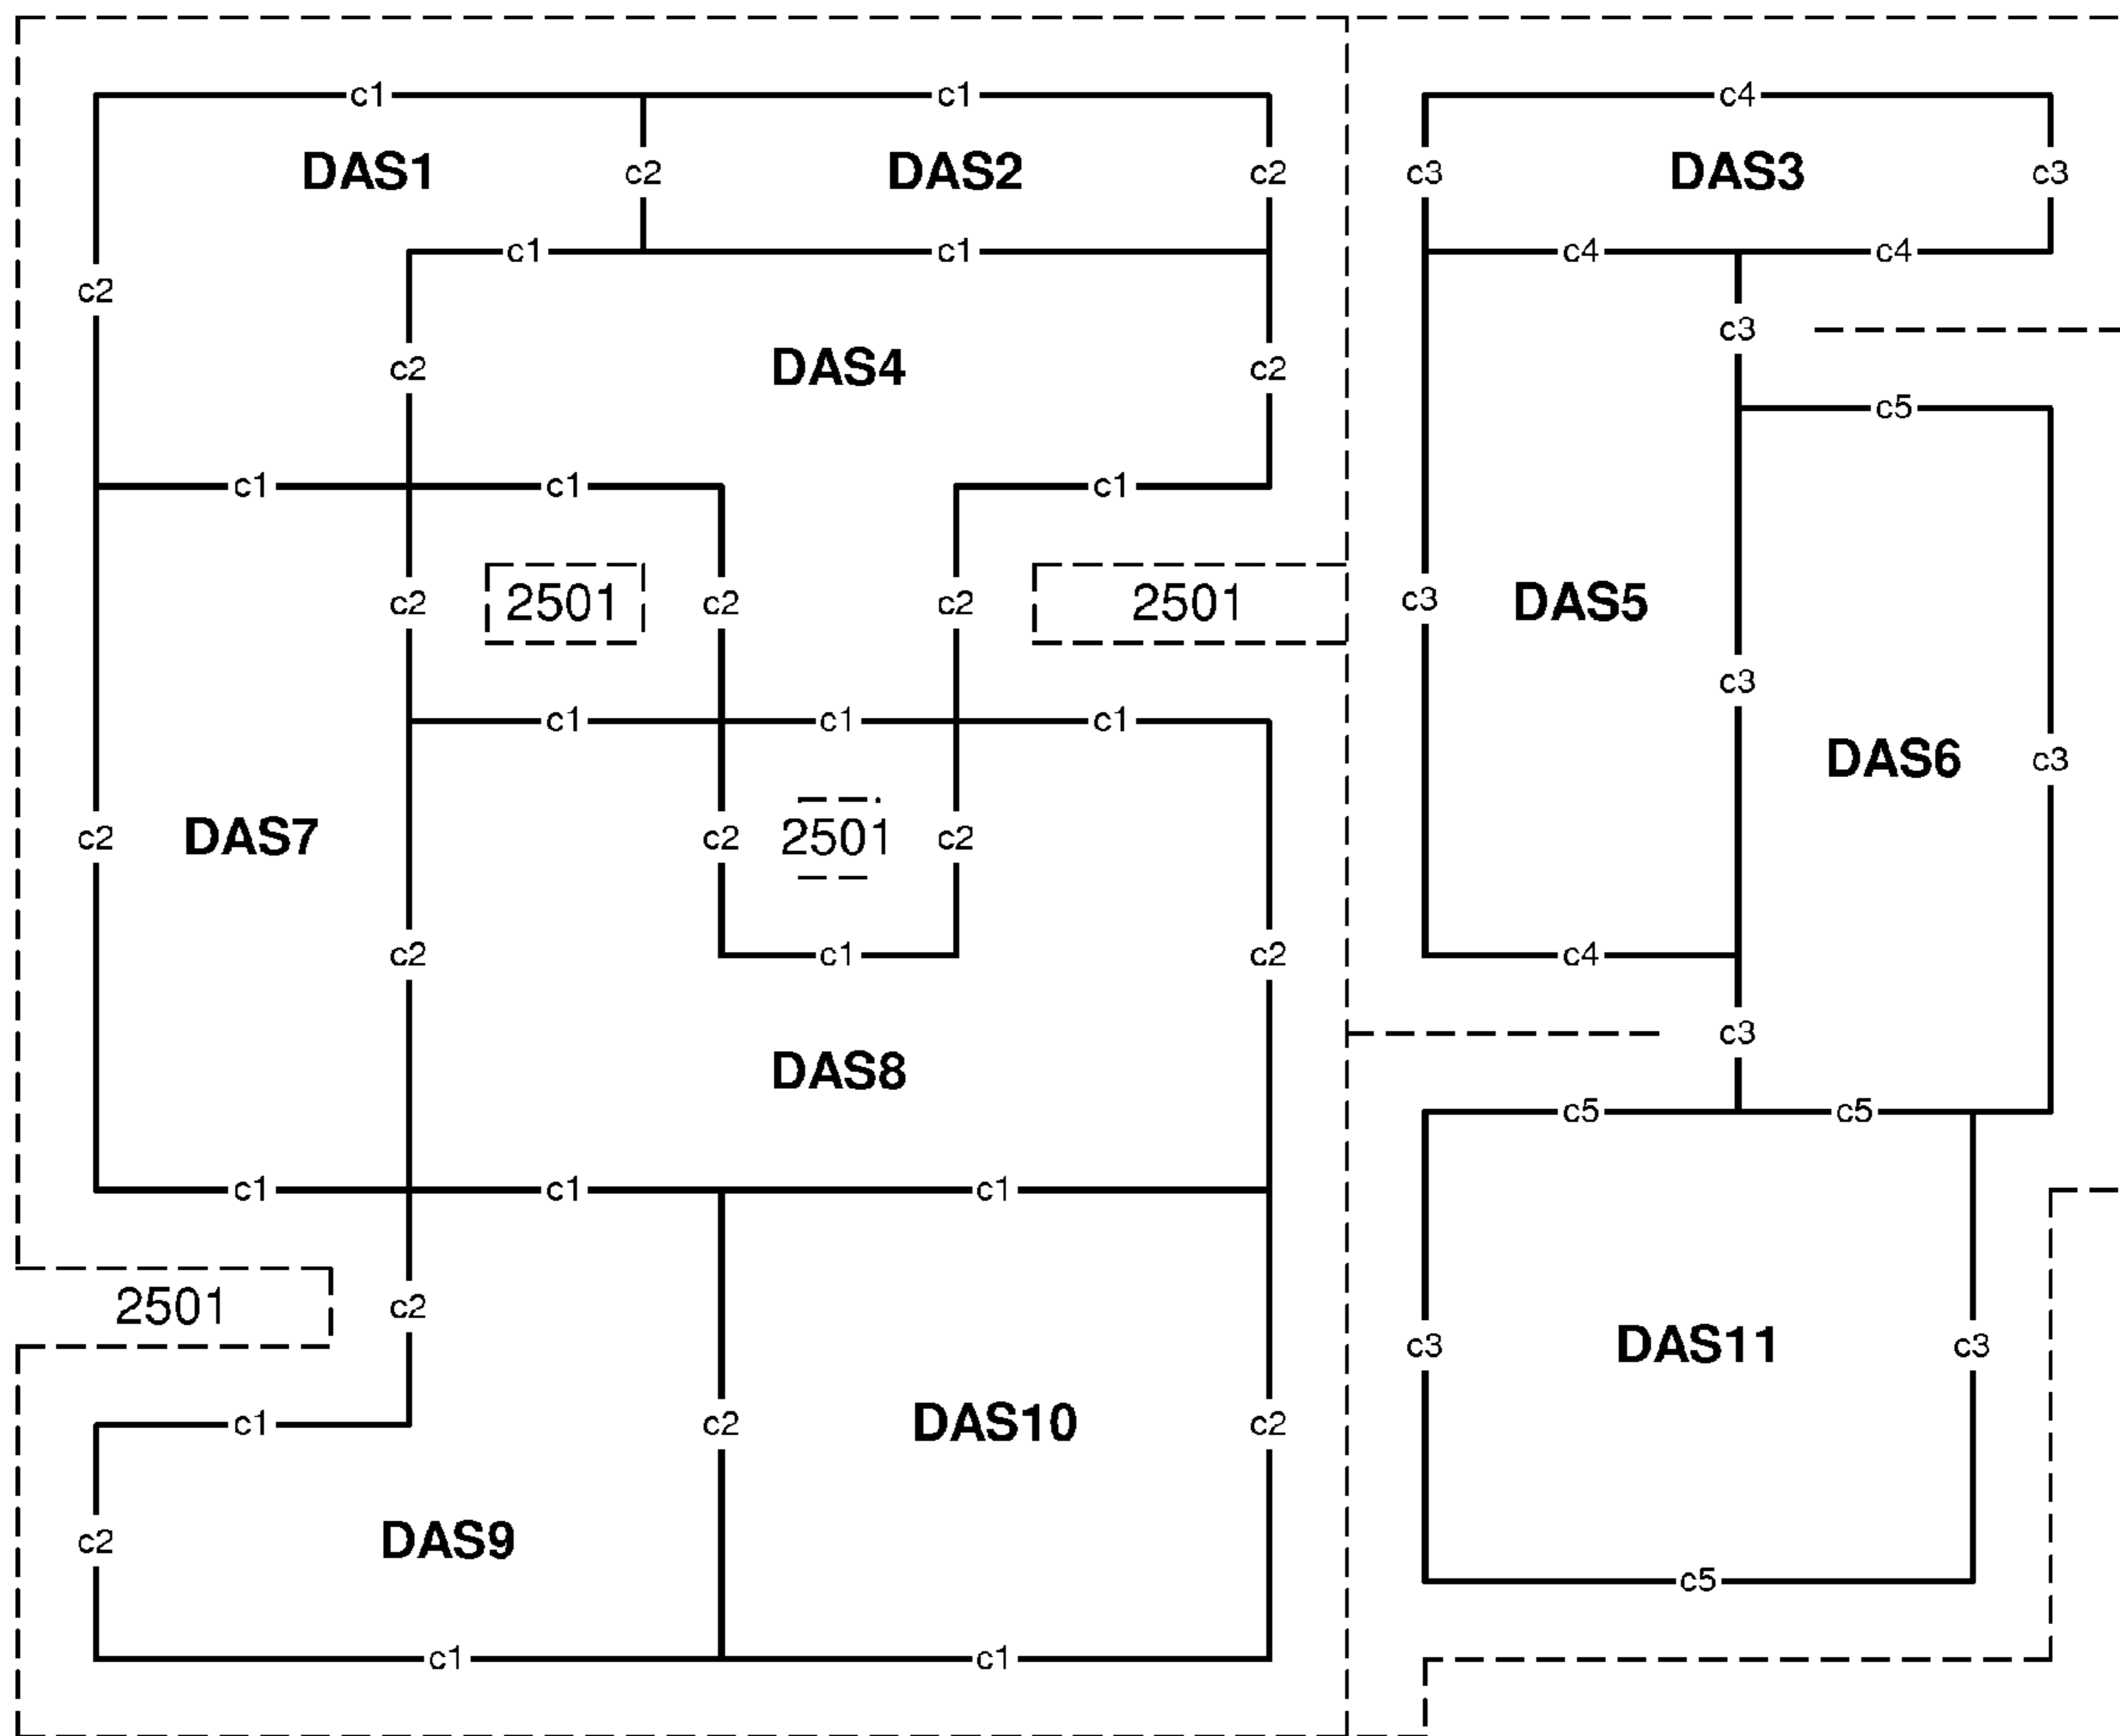 c1 c1 c4
DAS1 c2 DAS2 c2 c3 DAS3 c3
c1 c1 c4 c4
c2
c3
c2 DAS4 c2
c5
c1 c1 c1
c2 2501 c2 c2 2501 c3 DAS5
c3
c1 c1 c1
DAS6 c3
c2 DAS7 c2 2501 c2
c2 c1 c2 c4
c3
DAS8
c5 c5
c1 c1 c1
2501 c2
c3 DAS11 c3
c1 c2 DAS10 c2
c2 DAS9
c5
c1 c1